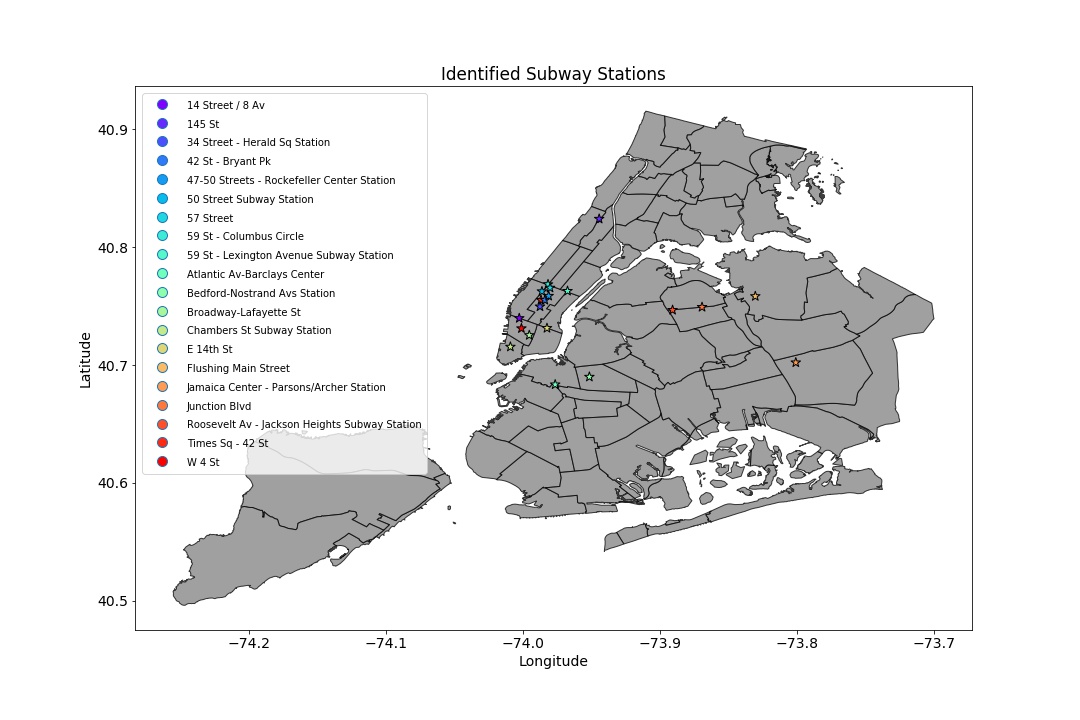 Identified Subway Stations
14 Street / 8 Av
145 St
34 Street - Herald Sq Station
42 St - Bryant Pk
47-50 Streets - Rockefeller Center Station
50 Street Subway Station
57 Street
59 St - Columbus Circle
59 St - Lexington Avenue Subway Station
Atlantic Av-Barclays Center
Bedford-Nostrand Avs Station
Broadway-Lafayette St
Chambers St Subway Station
E 14th St
Flushing Main Street
Jamaica Center - Parsons/Archer Station
Junction Blvd
Roosevelt Av - Jackson Heights Subway Station
Times Sq - 42 St
W 4 St
40.9
40.8
40.7
40.6
40.5
Latitude
−74.2 −74.1 −74.0 −73.9 −73.8 −73.7
Longitude